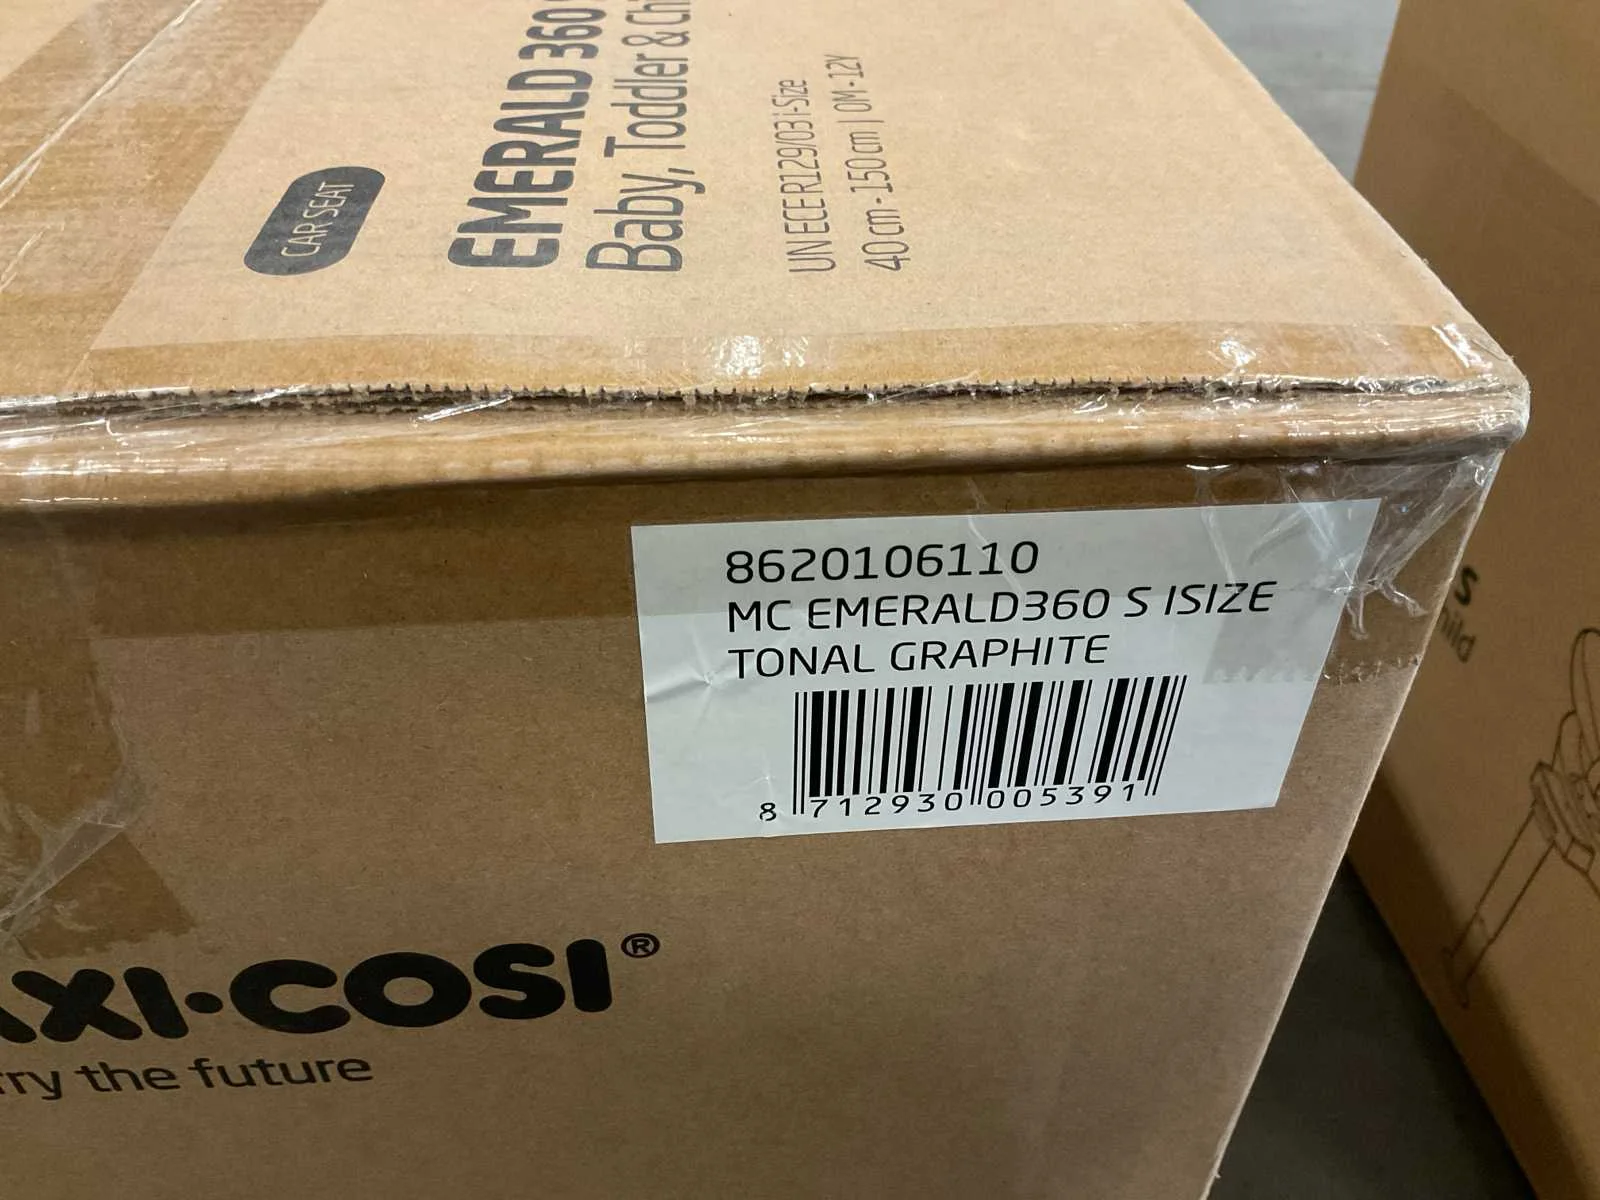 CAR SEAT
EMERALD 360
Baby, Toddler &
UN ECE R129/03 i-Size
40 cm - 150 cm | 0M - 12Y
8620106110
MC EMERALD360 S ISIZE
TONAL GRAPHITE
8 712930 005391
AXI-COSI®
rry the future
S
ild